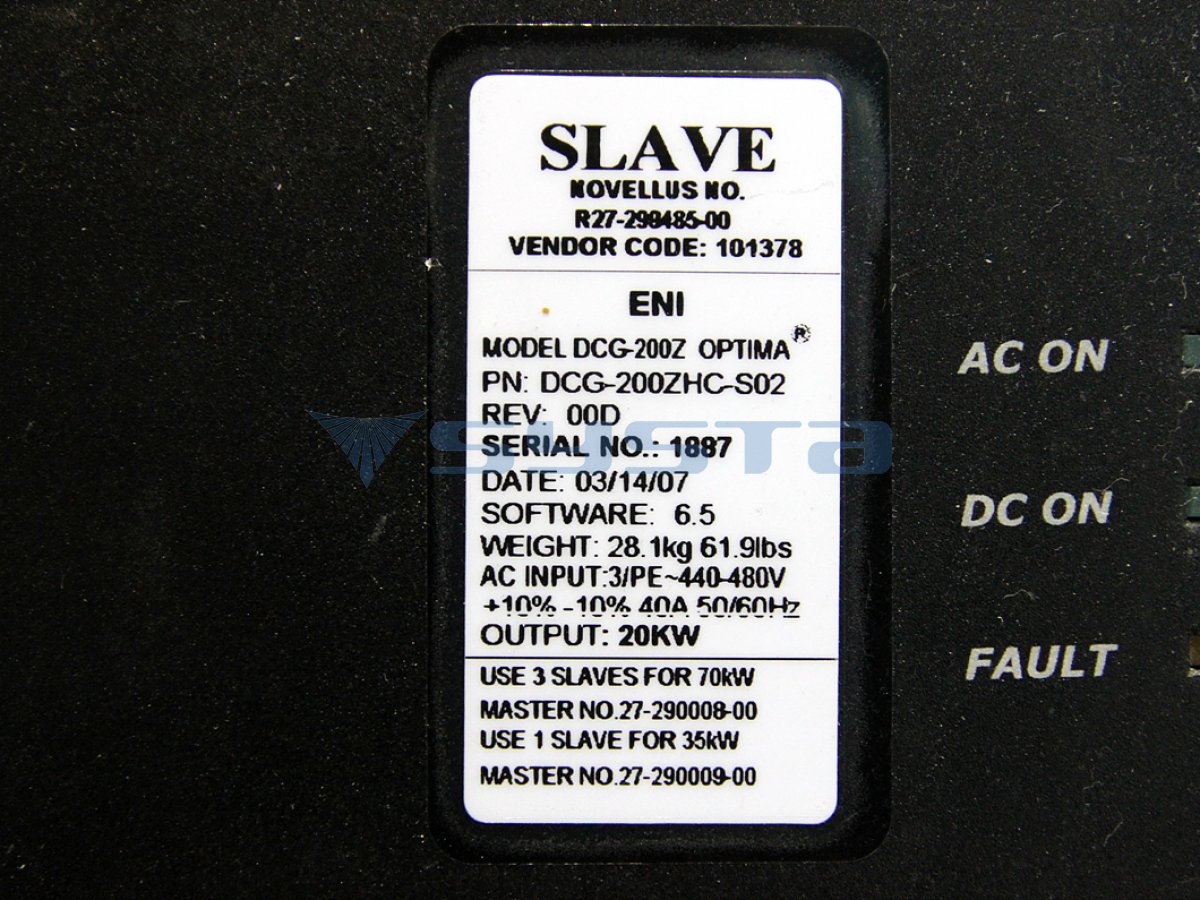 SLAVE
NOVELLUS NO.
R27-290485-00
VENDOR CODE: 101378
ENI
MODEL DCG-200Z OPTIMA®
PN: DCG-200ZHC-S02
REV: 00D
SERIAL NO.: 1887
DATE: 03/14/07
SOFTWARE: 6.5
WEIGHT: 28.1kg 61.9lbs
AC INPUT:3/PE~440-480V
+10% -10% 40A 50/60Hz
OUTPUT: 20KW
USE 3 SLAVES FOR 70kW
MASTER NO.27-290008-00
USE 1 SLAVE FOR 35kW
MASTER NO.27-290009-00
AC ON
DC ON
FAULT
SYSTA